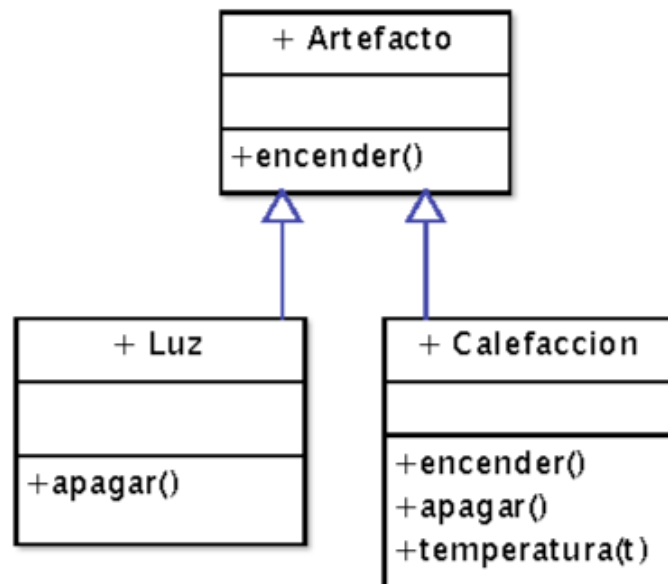 + Artefacto
+encender()
+ Luz
+apagar()
+ Calefaccion
+encender()
+apagar()
+temperatura(t)